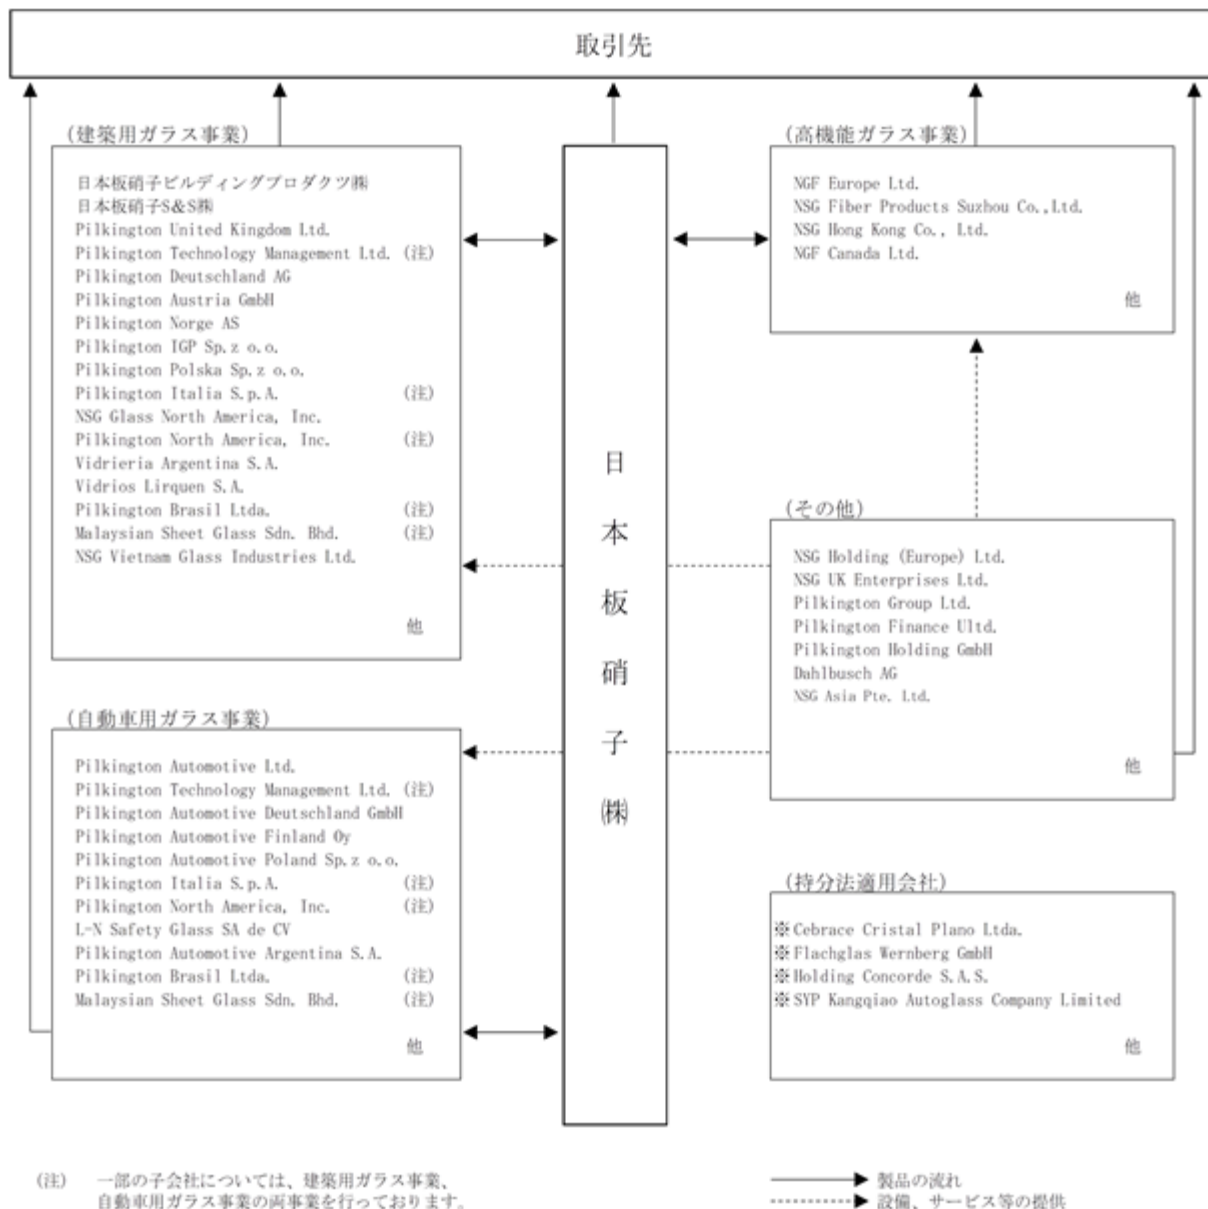 取引先
(建築用ガラス事業)
日本板硝子ビルディングプロダクツ㈱
日本板硝子S&S㈱
Pilkington United Kingdom Ltd.
Pilkington Technology Management Ltd. (注)
Pilkington Deutschland AG
Pilkington Austria GmbH
Pilkington Norge AS
Pilkington IGP Sp.z o.o.
Pilkington Polska Sp.z o.o.
Pilkington Italia S.p.A. (注)
NSG Glass North America, Inc.
Pilkington North America, Inc. (注)
Vidrieria Argentina S.A.
Vidrios Lirquen S.A.
Pilkington Brasil Ltda. (注)
Malaysian Sheet Glass Sdn. Bhd. (注)
NSG Vietnam Glass Industries Ltd.
他
(自動車用ガラス事業)
Pilkington Automotive Ltd.
Pilkington Technology Management Ltd. (注)
Pilkington Automotive Deutschland GmbH
Pilkington Automotive Finland Oy
Pilkington Automotive Poland Sp.z o.o.
Pilkington Italia S.p.A. (注)
Pilkington North America, Inc. (注)
L-N Safety Glass SA de CV
Pilkington Automotive Argentina S.A.
Pilkington Brasil Ltda. (注)
Malaysian Sheet Glass Sdn. Bhd. (注)
他
日本板硝子㈱
(高機能ガラス事業)
NGF Europe Ltd.
NSG Fiber Products Suzhou Co.,Ltd.
NSG Hong Kong Co., Ltd.
NGF Canada Ltd.
他
(その他)
NSG Holding (Europe) Ltd.
NSG UK Enterprises Ltd.
Pilkington Group Ltd.
Pilkington Finance Ultd.
Pilkington Holding GmbH
Dahlbusch AG
NSG Asia Pte. Ltd.
他
(持分法適用会社)
※Cebrace Cristal Plano Ltda.
※Flachglas Wernberg GmbH
※Holding Concorde S.A.S.
※SYP Kangqiao Autoglass Company Limited
他
(注) 一部の子会社については、建築用ガラス事業、
自動車用ガラス事業の両事業を行っております。
製品の流れ
設備、サービス等の提供